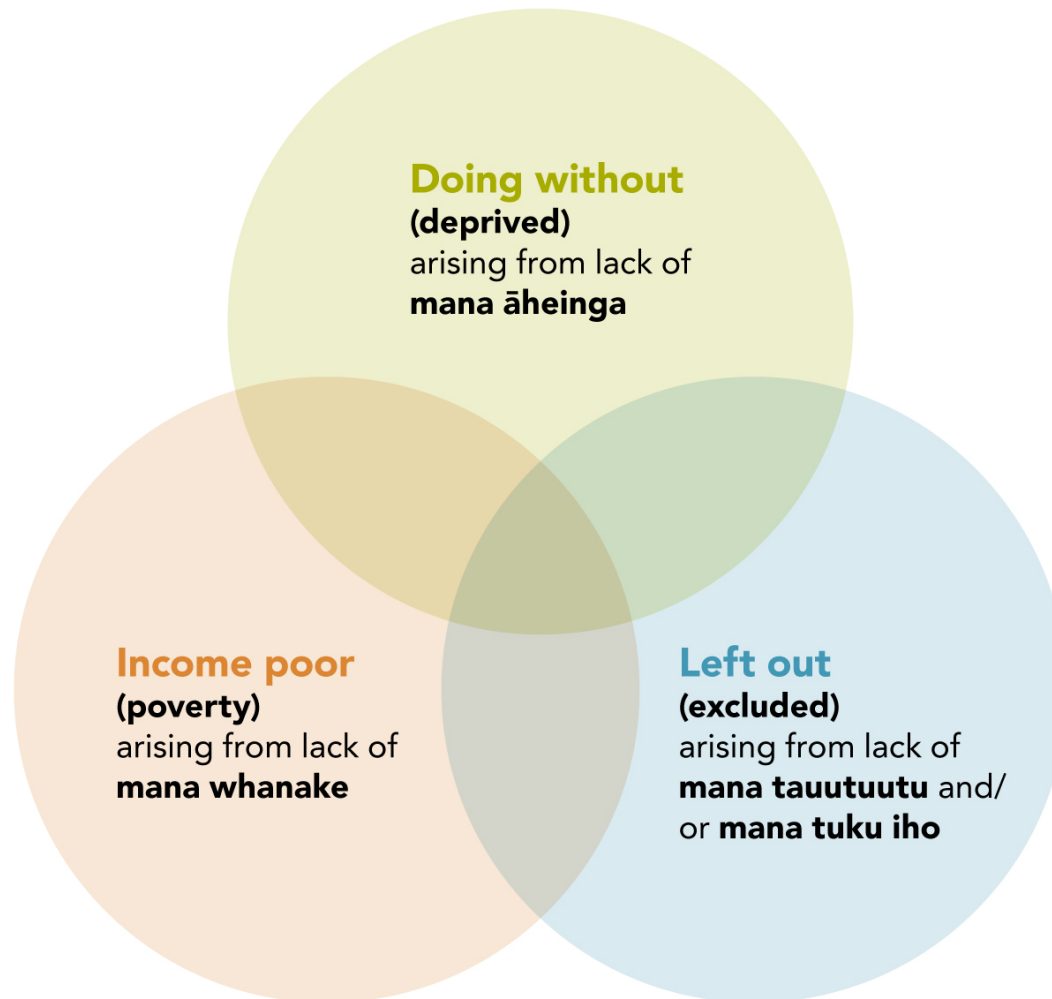 Doing without
(deprived)
arising from lack of
mana āheinga
Income poor
(poverty)
arising from lack of
mana whanake
Left out
(excluded)
arising from lack of
mana tauutuutu and/
or mana tuku iho